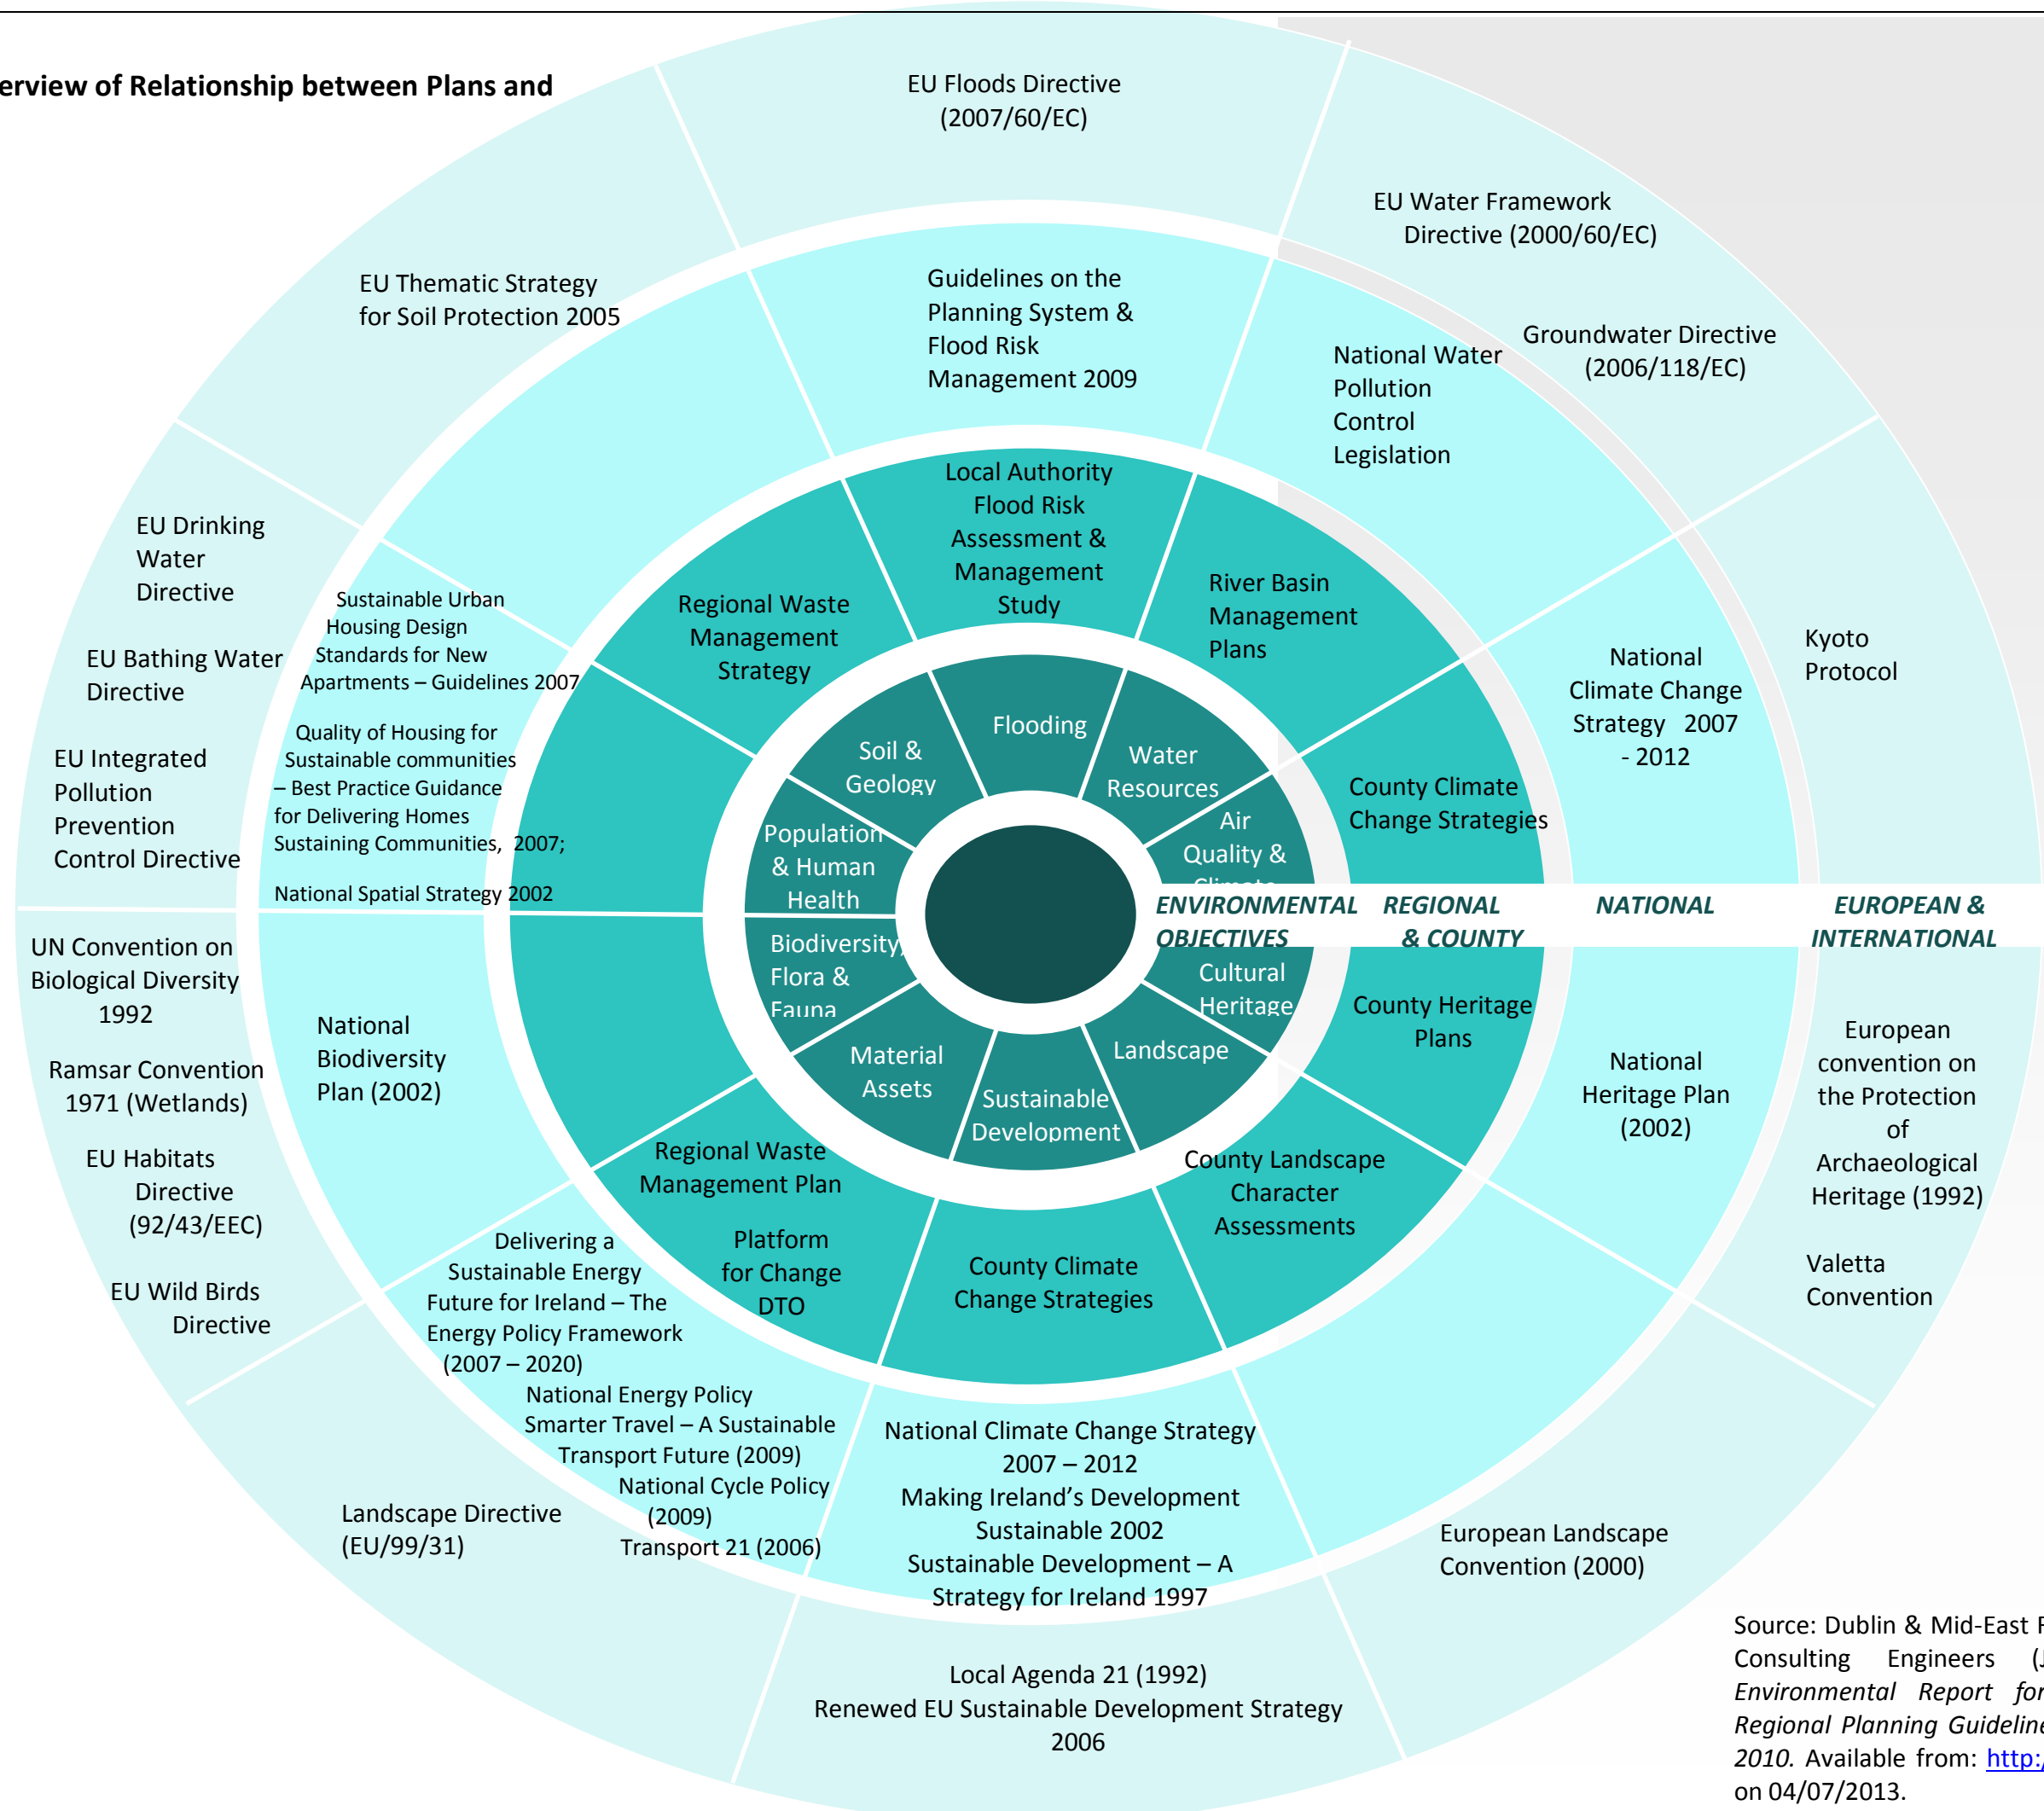 erview of Relationship between Plans and
EU Floods Directive
(2007/60/EC)
EU Water Framework
Directive (2000/60/EC)
Groundwater Directive
(2006/118/EC)
EU Thematic Strategy
for Soil Protection 2005
Guidelines on the
Planning System &
Flood Risk
Management 2009
National Water
Pollution
Control
Legislation
Local Authority
Flood Risk
Assessment &
Management
Study
Regional Waste
Management
Strategy
River Basin
Management
Plans
EU Drinking
Water
Directive
EU Bathing Water
Directive
EU Integrated
Pollution
Prevention
Control Directive
Sustainable Urban
Housing Design
Standards for New
Apartments – Guidelines 2007
Quality of Housing for
Sustainable communities
– Best Practice Guidance
for Delivering Homes
Sustaining Communities, 2007;
National Spatial Strategy 2002
Kyoto
Protocol
National
Climate Change
Strategy 2007
- 2012
County Climate
Change Strategies
Flooding
Soil &
Geology
Water
Resources
Population
& Human
Health
Air
Quality &
Climate
ENVIRONMENTAL
OBJECTIVES
REGIONAL
& COUNTY
NATIONAL
EUROPEAN &
INTERNATIONAL
Biodiversity,
Flora &
Fauna
Cultural
Heritage
Material
Assets
Landscape
Sustainable
Development
UN Convention on
Biological Diversity
1992
Ramsar Convention
1971 (Wetlands)
EU Habitats
Directive
(92/43/EEC)
EU Wild Birds
Directive
National
Biodiversity
Plan (2002)
County Heritage
Plans
National
Heritage Plan
(2002)
European
convention on
the Protection
of
Archaeological
Heritage (1992)
Valetta
Convention
Regional Waste
Management Plan
Platform
for Change
DTO
County Climate
Change Strategies
County Landscape
Character
Assessments
Delivering a
Sustainable Energy
Future for Ireland – The
Energy Policy Framework
(2007 – 2020)
National Energy Policy
Smarter Travel – A Sustainable
Transport Future (2009)
National Cycle Policy
(2009)
Transport 21 (2006)
National Climate Change Strategy
2007 – 2012
Making Ireland’s Development
Sustainable 2002
Sustainable Development – A
Strategy for Ireland 1997
Landscape Directive
(EU/99/31)
European Landscape
Convention (2000)
Local Agenda 21 (1992)
Renewed EU Sustainable Development Strategy
2006
Source: Dublin & Mid-East
Consulting Engineers
Environmental Report for
Regional Planning
2010. Available from: http:
on 04/07/2013.